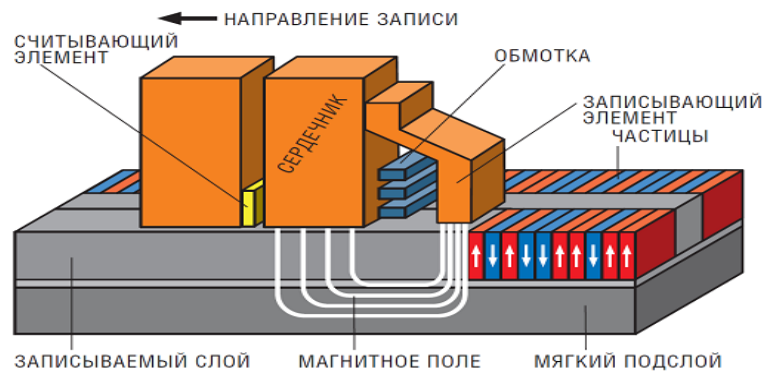 НАПРАВЛЕНИЕ ЗАПИСИ
СЧИТЫВАЮЩИЙ
ЭЛЕМЕНТ
ОБМОТКА
ЗАПИСЫВАЮЩИЙ
ЭЛЕМЕНТ
ЧАСТИЦЫ
СЕРДЕЧНИК
ЗАПИСЫВАЕМЫЙ СЛОЙ
МАГНИТНОЕ ПОЛЕ
МЯГКИЙ ПОДСЛОЙ